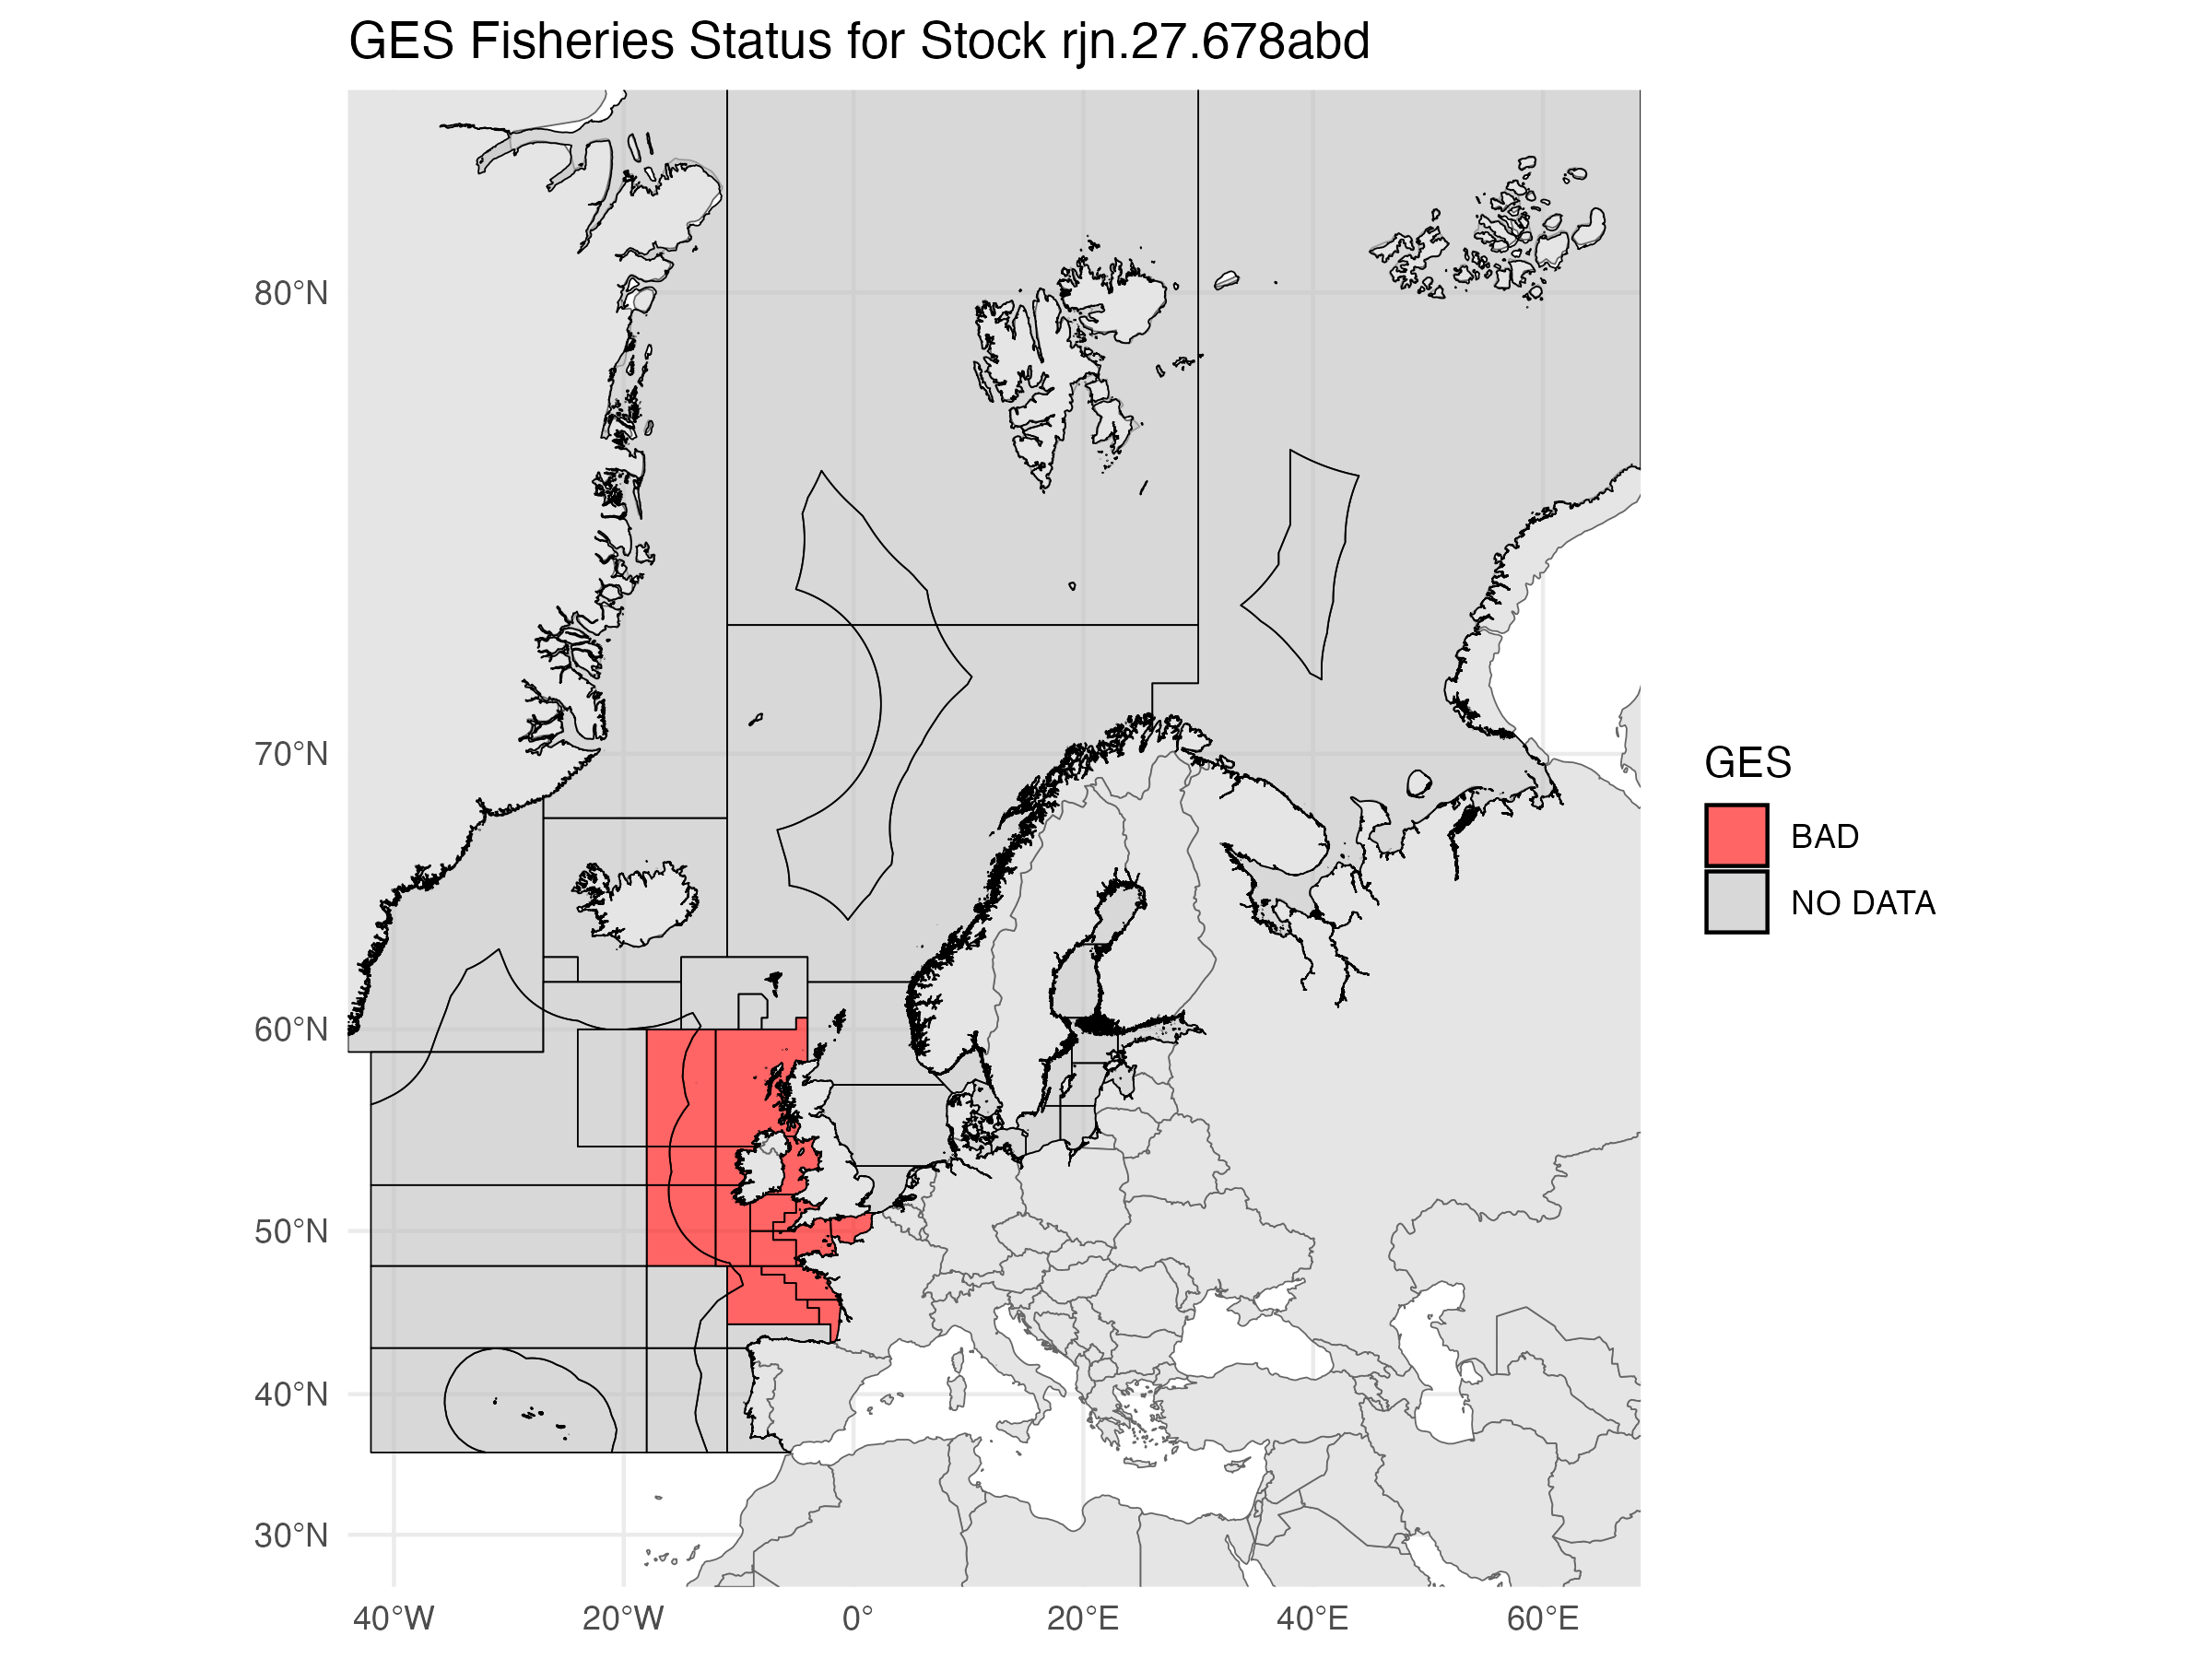 GES Fisheries Status for Stock rjn.27.678abd
80°N
70°N
60°N
50°N
40°N
30°N
40°W 20°W 0° 20°E 40°E 60°E
GES
BAD
NO DATA